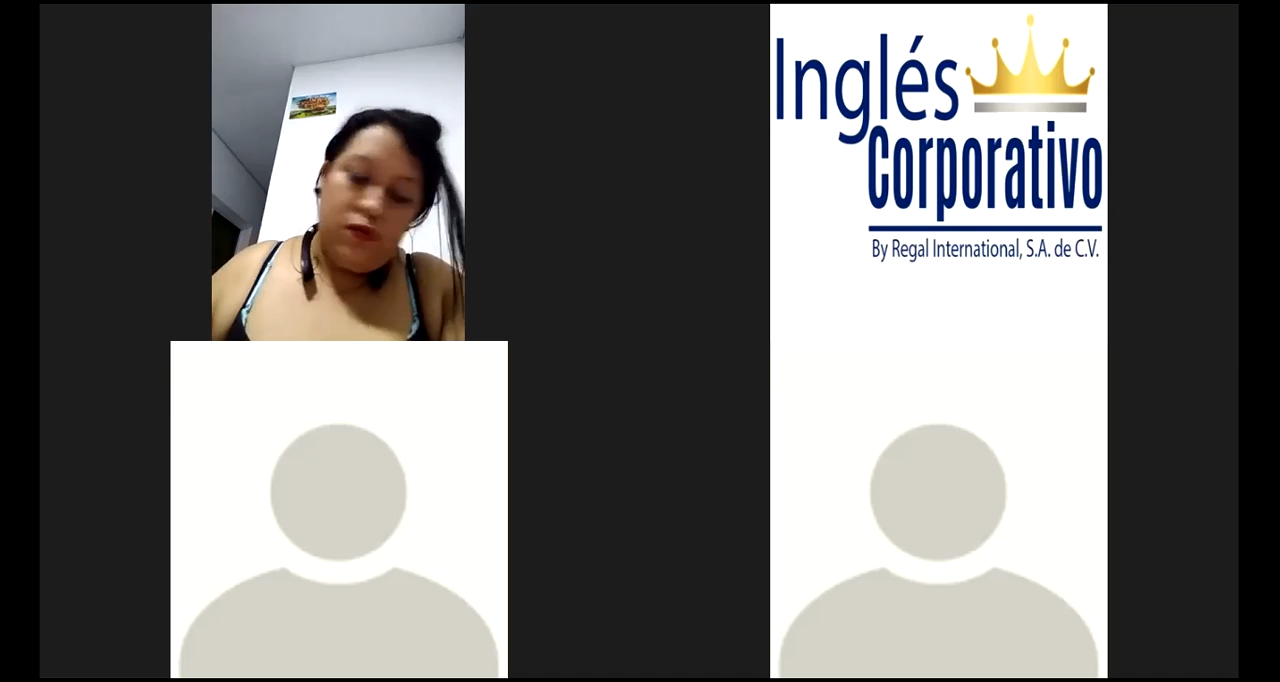 Inglés
Corporativo
By Regal International, S.A. de C.V.